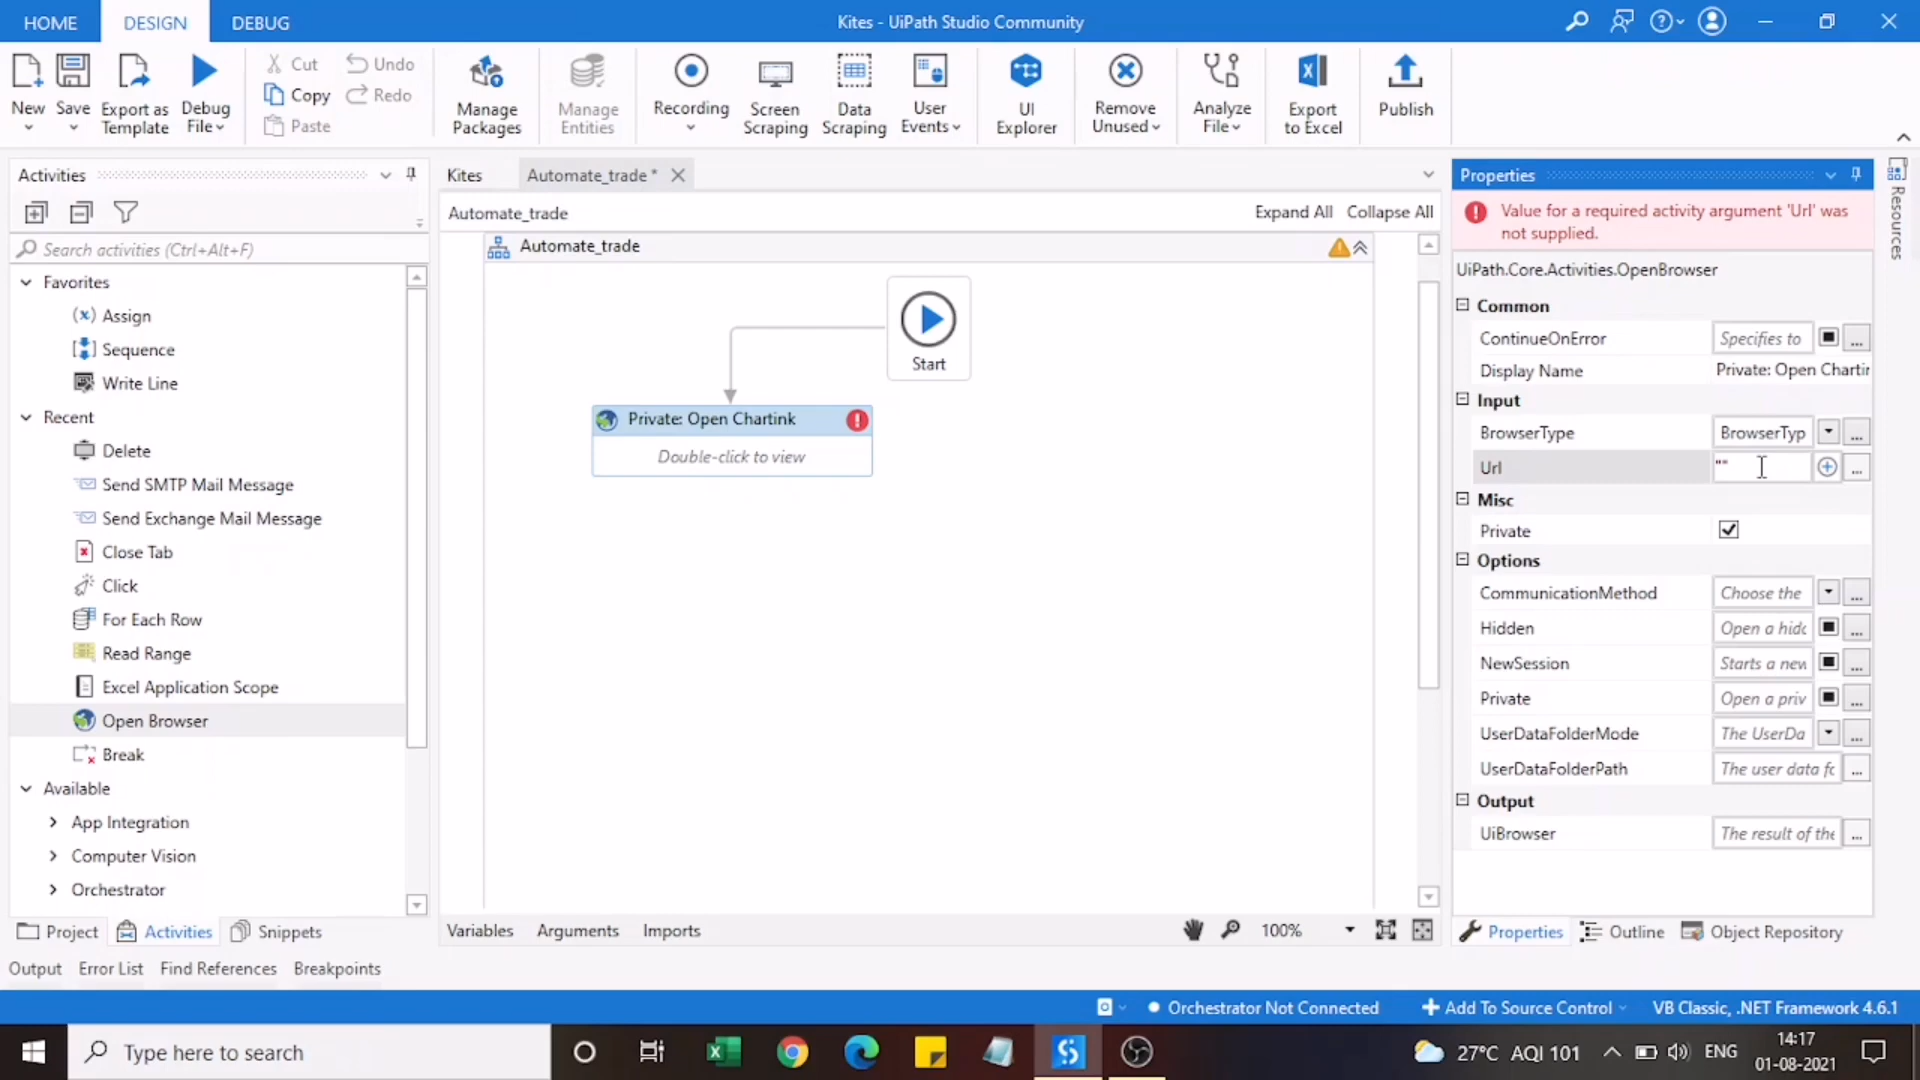 HOME DESIGN DEBUG
Kites - UiPath Studio Community
New
Save
Export as Template
Debug File
Cut
Copy
Paste
Undo
Redo
Manage Packages
Manage Entities
Recording
Screen Scraping
Data Scraping
User Events
UI Explorer
Remove Unused
Analyze File
Export to Excel
Publish
Activities
Search activities (Ctrl+Alt+F)
Favorites
(x) Assign
Sequence
Write Line
Recent
Delete
Send SMTP Mail Message
Send Exchange Mail Message
Close Tab
Click
For Each Row
Read Range
Excel Application Scope
Open Browser
Break
Available
App Integration
Computer Vision
Orchestrator
Project Activities Snippets
Kites Automate_trade *
Automate_trade Expand All Collapse All
Automate_trade
Start
Private: Open Chartink
Double-click to view
Variables Arguments Imports 100%
Properties
Value for a required activity argument 'Url' was
not supplied.
UiPath.Core.Activities.OpenBrowser
Common
ContinueOnError Specifies to ...
Display Name Private: Open Chartir
Input
BrowserType BrowserTyp ...
Url "" ...
Misc
Private
Options
CommunicationMethod Choose the ...
Hidden Open a hidc ...
NewSession Starts a new ...
Private Open a priv ...
UserDataFolderMode The UserDa ...
UserDataFolderPath The user data fc ...
Output
UiBrowser The result of the ...
Properties Outline Object Repository
Resources
Output Error List Find References Breakpoints
Orchestrator Not Connected Add To Source Control VB Classic, .NET Framework 4.6.1
Type here to search
27°C AQI 101 ENG
14:17
01-08-2021